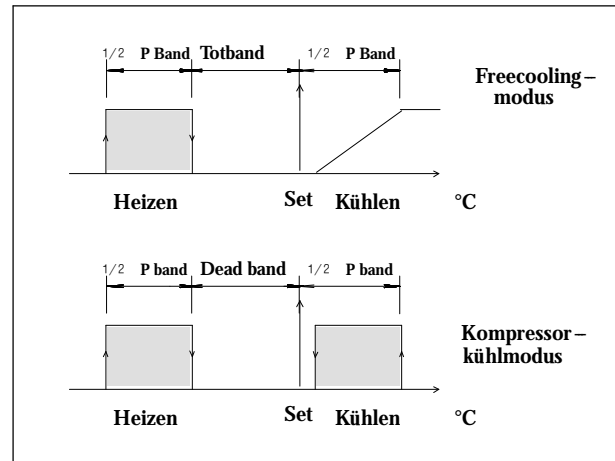 1/2 P Band Totband 1/2 P Band
Freecooling–
modus
Heizen Set Kühlen °C
1/2 P band Dead band 1/2 P band
Kompressor–
kühlmodus
Heizen Set Kühlen °C